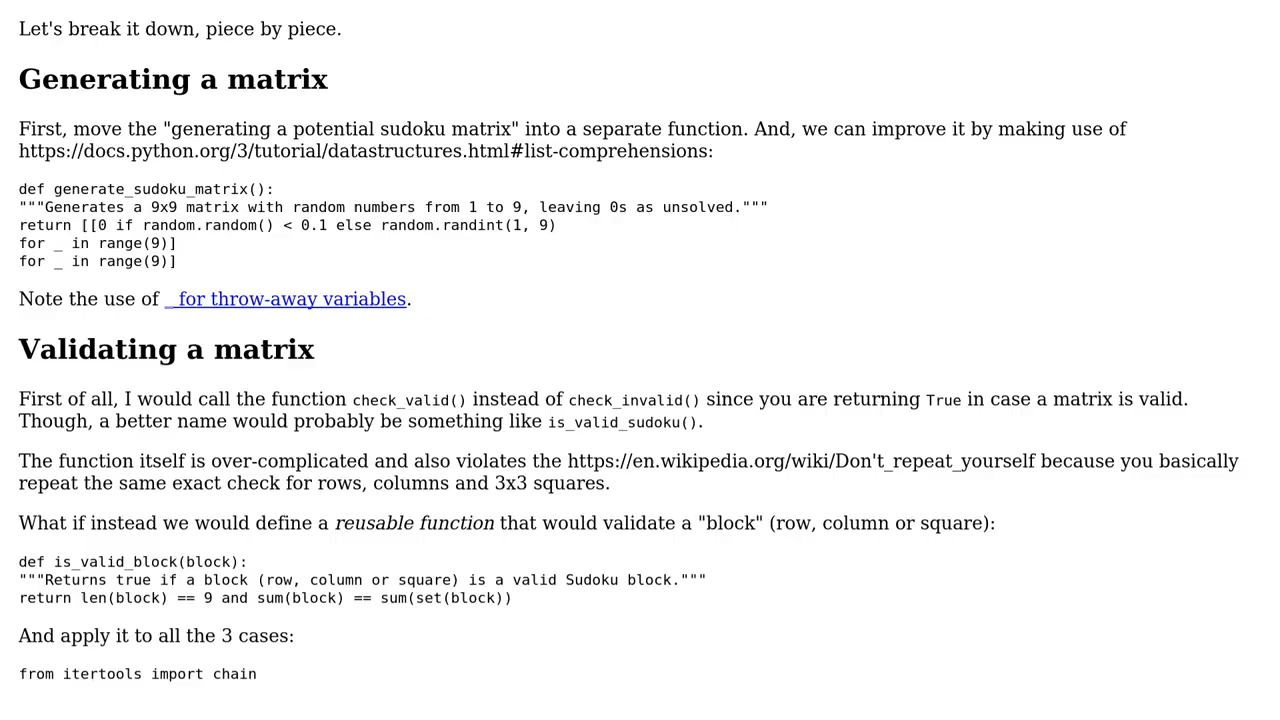 Let's break it down, piece by piece.
Generating a matrix
First, move the "generating a potential sudoku matrix" into a separate function. And, we can improve it by making use of
https://docs.python.org/3/tutorial/datastructures.html#list-comprehensions:
def generate_sudoku_matrix():
"""Generates a 9x9 matrix with random numbers from 1 to 9, leaving 0s as unsolved."""
return [[0 if random.random() < 0.1 else random.randint(1, 9)
for _ in range(9)]
for _ in range(9)]
Note the use of _ for throw-away variables.
Validating a matrix
First of all, I would call the function check_valid() instead of check_invalid() since you are returning True in case a matrix is valid.
Though, a better name would probably be something like is_valid_sudoku().
The function itself is over-complicated and also violates the https://en.wikipedia.org/wiki/Don't_repeat_yourself because you basically
repeat the same exact check for rows, columns and 3x3 squares.
What if instead we would define a reusable function that would validate a "block" (row, column or square):
def is_valid_block(block):
"""Returns true if a block (row, column or square) is a valid Sudoku block."""
return len(block) == 9 and sum(block) == sum(set(block))
And apply it to all the 3 cases:
from itertools import chain